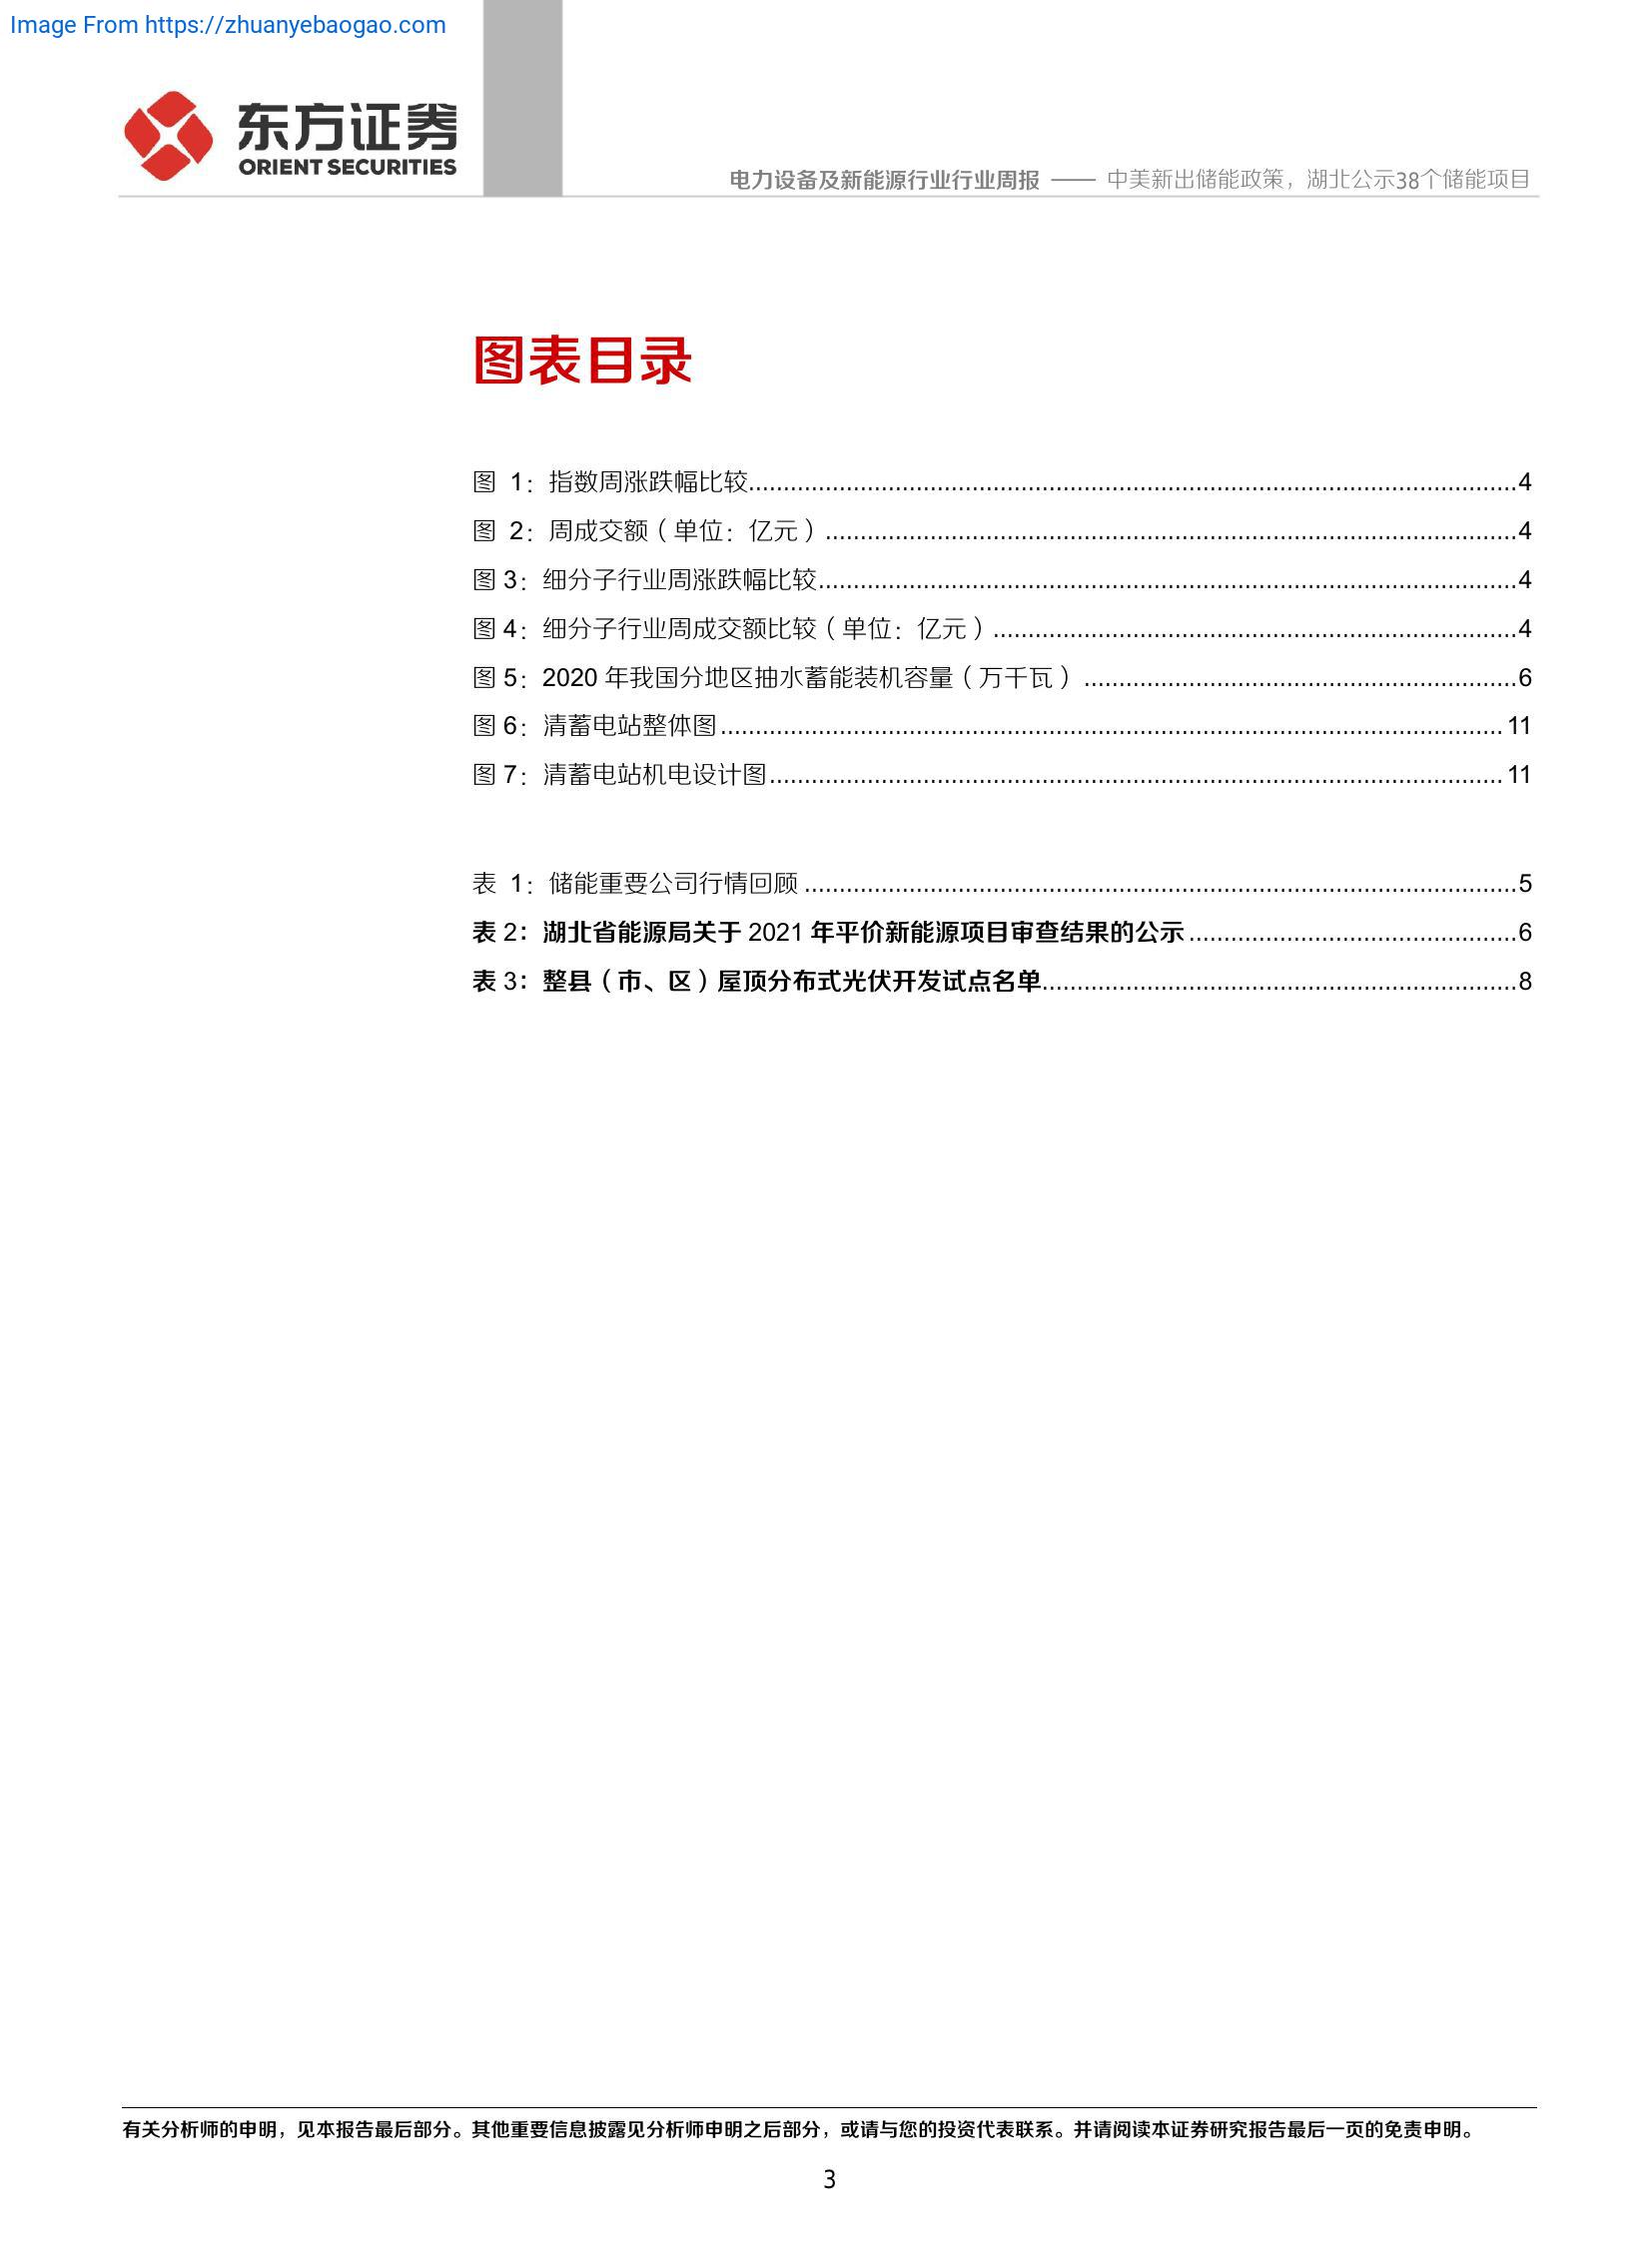 Image From https://zhuanyebaogao.com
东方证券
ORIENT SECURITIES
电力设备及新能源行业行业周报 —— 中美新出储能政策，湖北公示38个储能项目
图表目录
图 1：指数周涨跌幅比较....................4
图 2：周成交额（单位：亿元）....................4
图 3：细分子行业周涨跌幅比较....................4
图 4：细分子行业周成交额比较（单位：亿元）....................4
图 5：2020 年我国分地区抽水蓄能装机容量（万千瓦）....................6
图 6：清蓄电站整体图....................11
图 7：清蓄电站机电设计图....................11
表 1：储能重要公司行情回顾....................5
表 2：湖北省能源局关于 2021 年平价新能源项目审查结果的公示....................6
表 3：整县（市、区）屋顶分布式光伏开发试点名单....................8
有关分析师的申明，见本报告最后部分。其他重要信息披露见分析师申明之后部分，或请与您的投资代表联系。并请阅读本证券研究报告最后一页的免责申明。
3